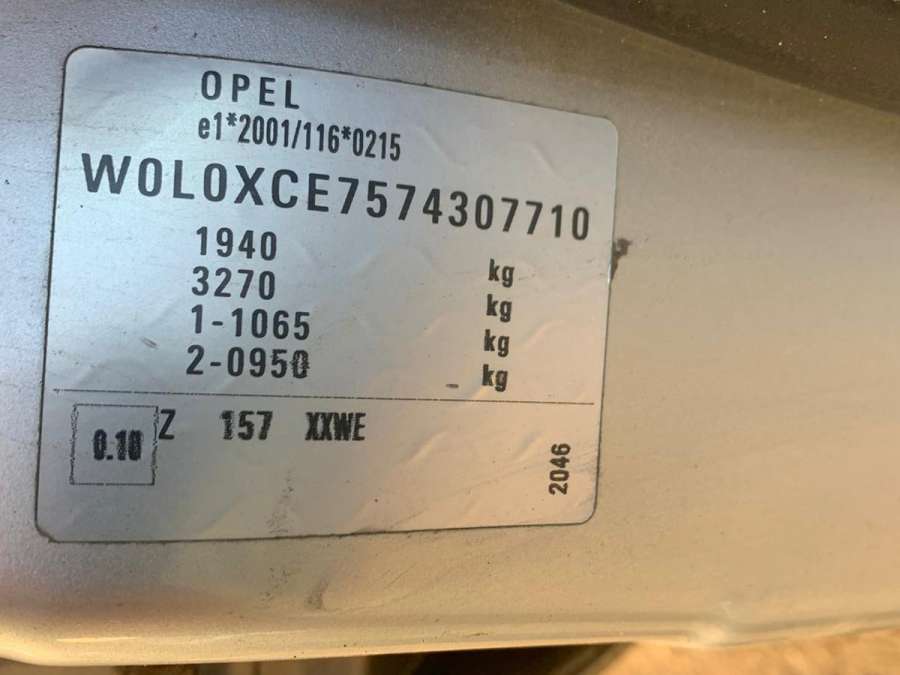 OPEL
e1*2001/116*0215
W0L0XCE7574307710
1940 kg
3270 kg
1-1065 kg
2-0950 kg
0.10 Z 157 XXWE
2046